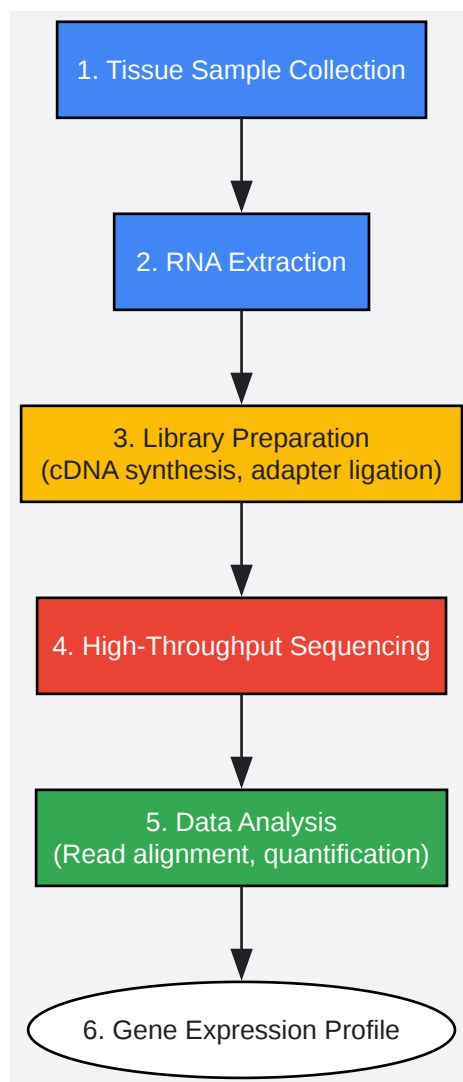 1. Tissue Sample Collection
2. RNA Extraction
3. Library Preparation
(cDNA synthesis, adapter ligation)
4. High-Throughput Sequencing
5. Data Analysis
(Read alignment, quantification)
6. Gene Expression Profile